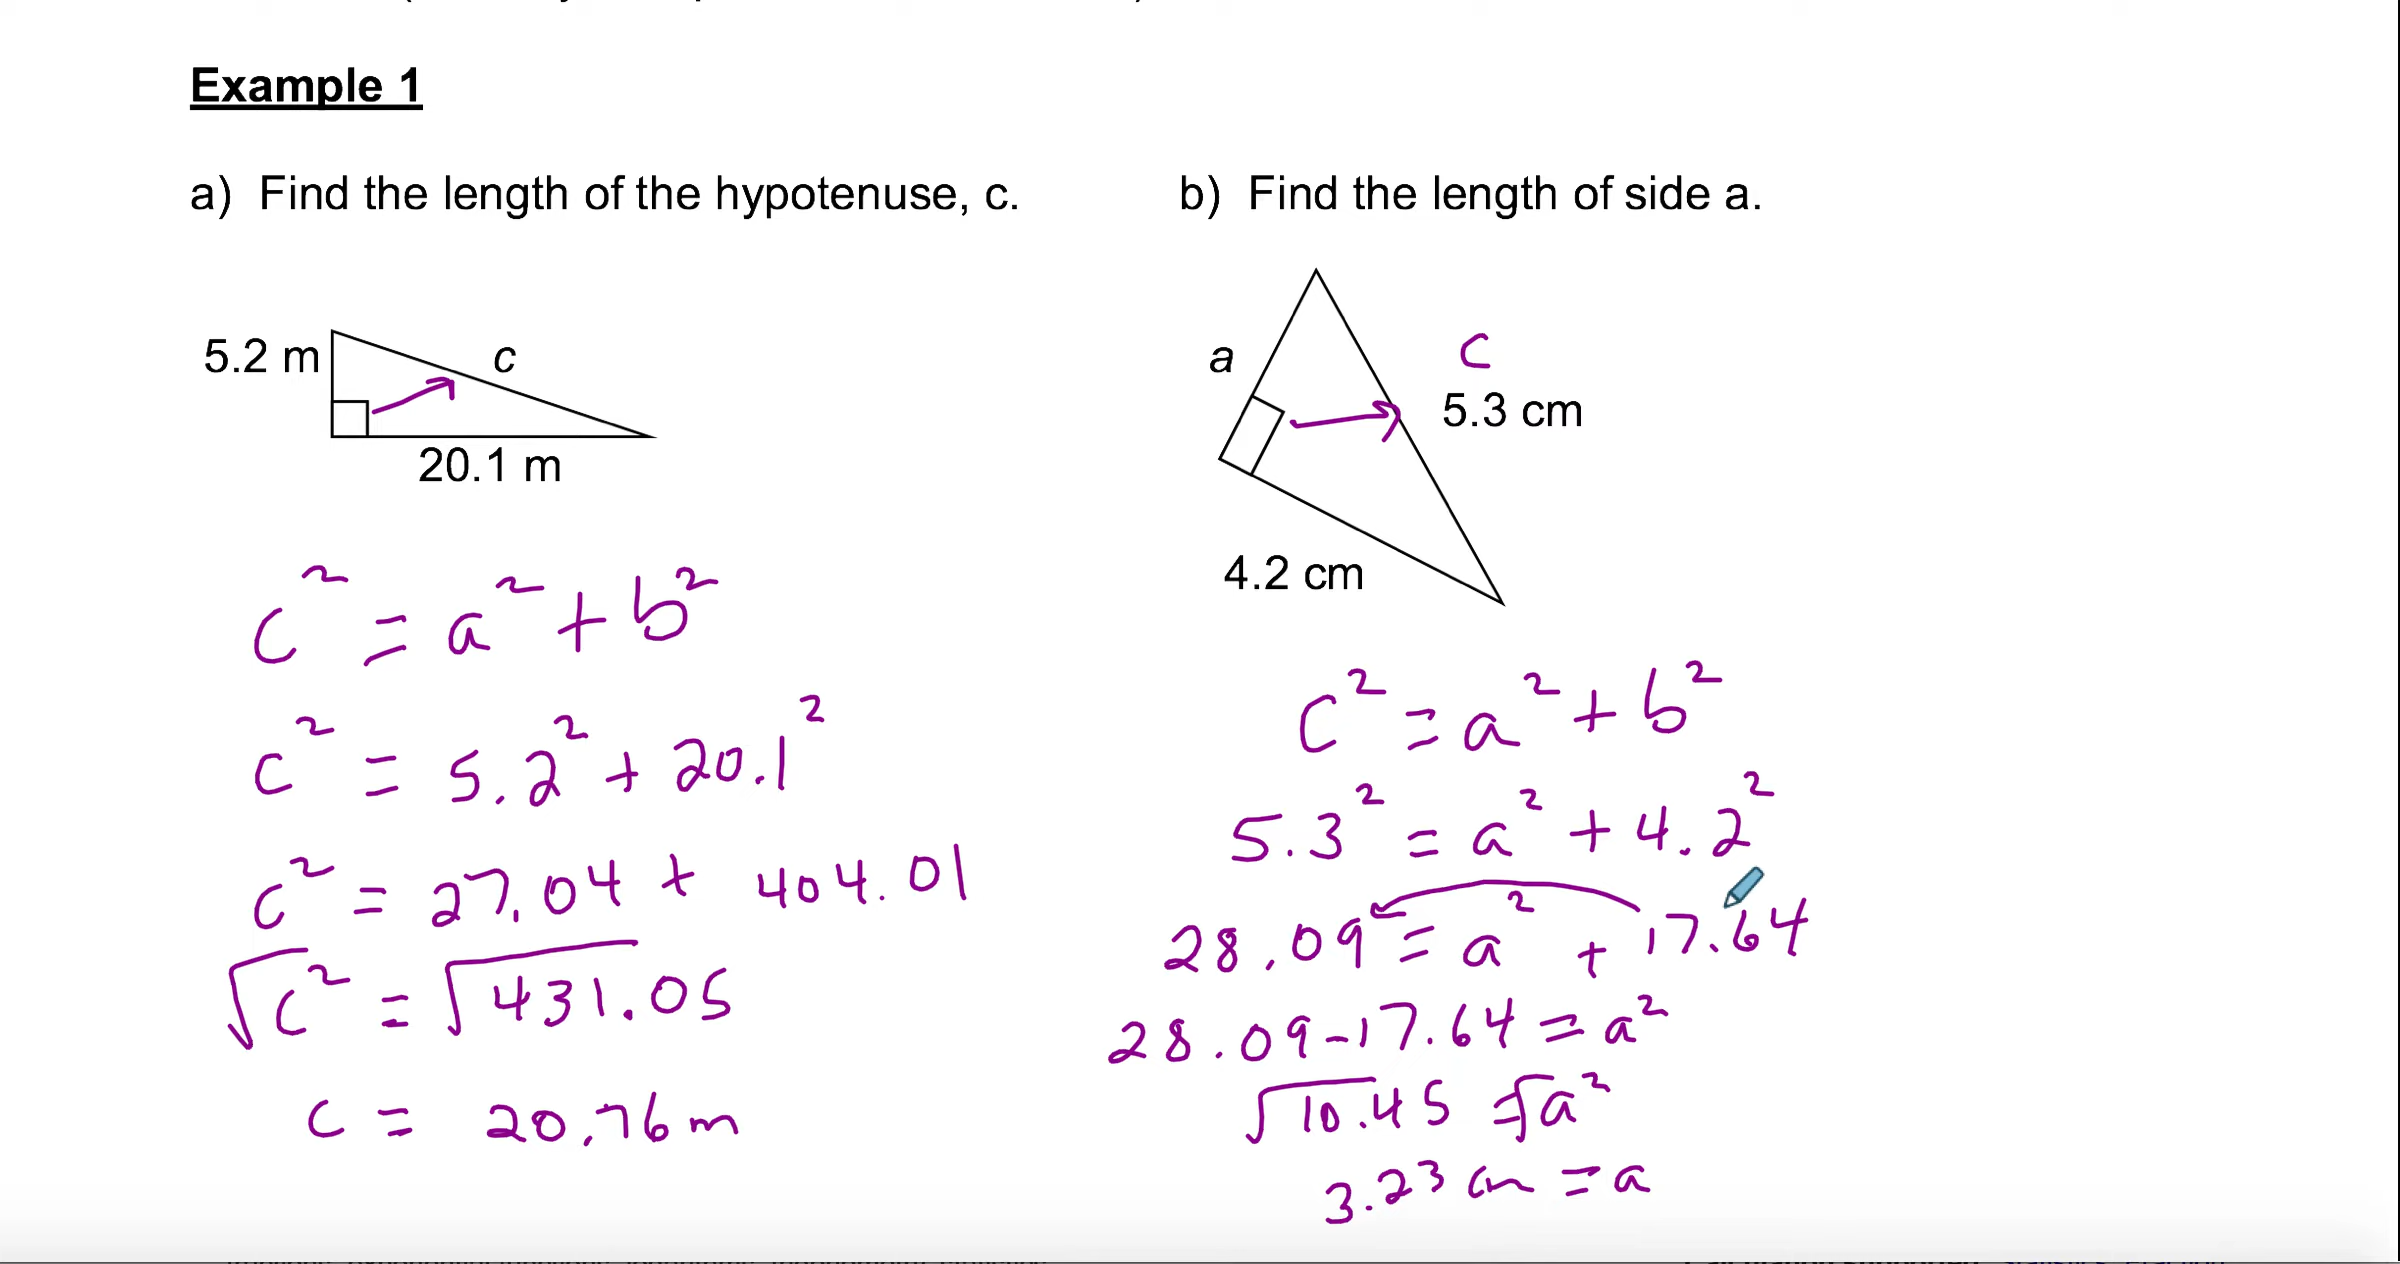 Example 1
a) Find the length of the hypotenuse, c.
5.2 m
c
20.1 m
c² = a² + b²
c² = 5.2² + 20.1²
c² = 27.04 + 404.01
√c² = √431.05
c = 20.76 m
b) Find the length of side a.
a
c
5.3 cm
4.2 cm
c² = a² + b²
5.3² = a² + 4.2²
28.09 = a² + 17.64
28.09 - 17.64 = a²
√10.45 = √a²
3.23 cm = a